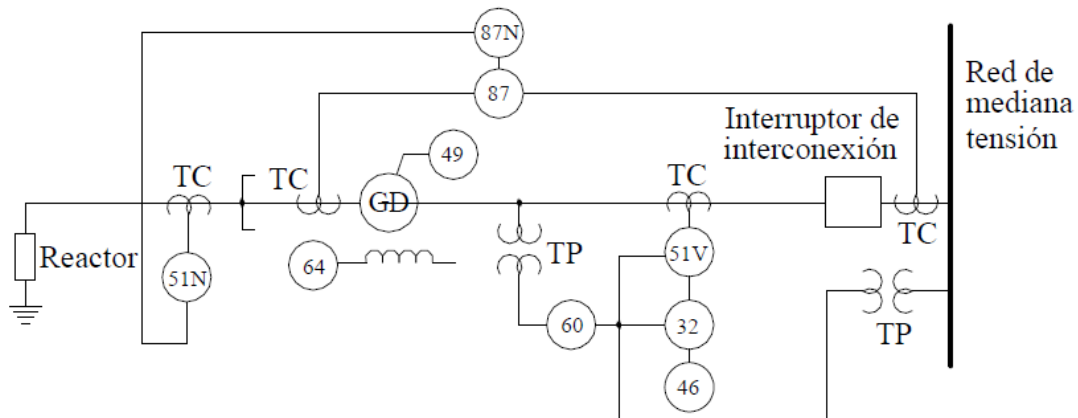 87N
87
Red de
mediana
tensión
Interruptor de
interconexión
49
TC
TC
GD
TC
TC
Reactor
51N
64
TP
51V
60
32
TP
46